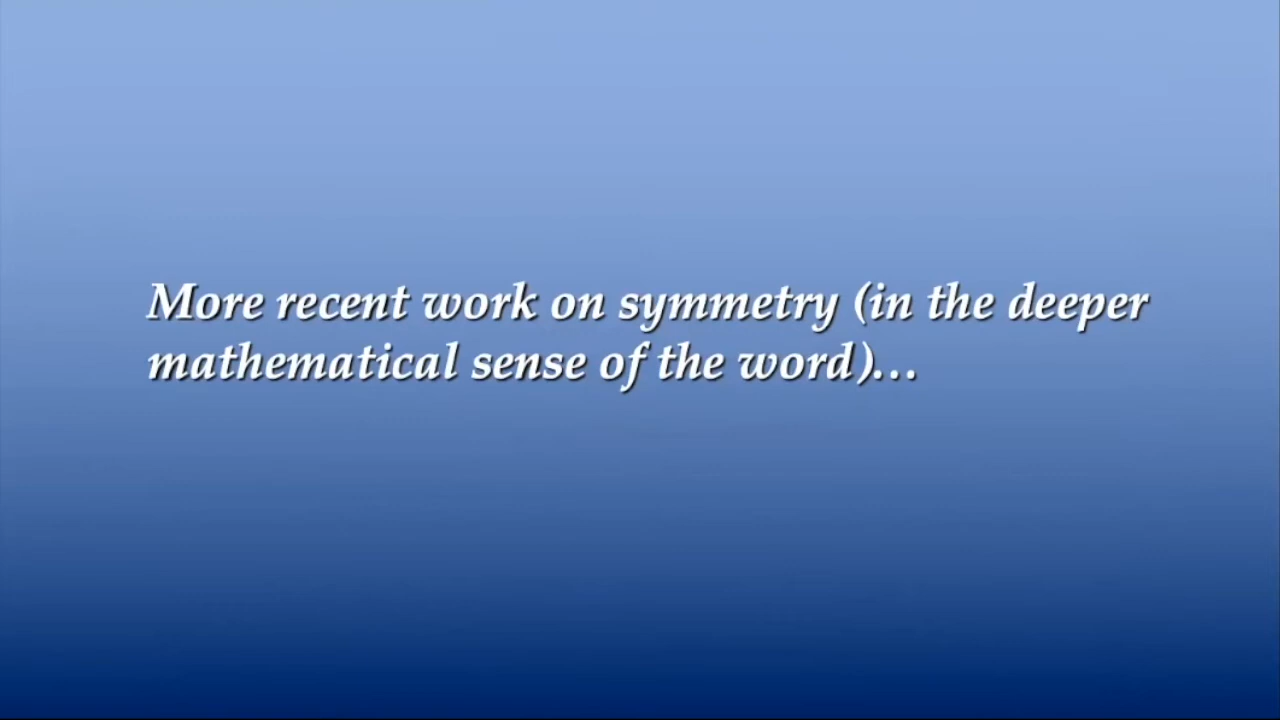 More recent work on symmetry (in the deeper
mathematical sense of the word)…